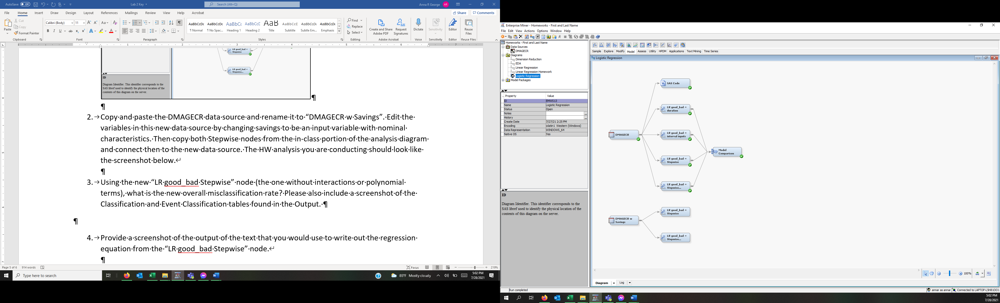 AutoSave Off
Lab 2 Key
Search (Alt+Q)
Anna R George AR
File Home Insert Draw Design Layout References Mailings Review View Help Acrobat
Share Comments
Paste
Cut
Copy
Format Painter
Clipboard
Calibri (Body) 11
Font
Paragraph
AaBbCcDc AaBbCcDc AaBbCc AaBbCcE AaB AaBbCcD AaBbCcDc AaBbCcDc
¶ Normal ¶ No Spac... Heading 1 Heading 2 Title Subtitle Subtle Em... Emphasis
Styles
Find
Replace
Select
Editing
Create and Share Adobe PDF
Request Signatures
Adobe Acrobat
Dictate
Voice
Sensitivity
Sensitivity
Editor
Editor
Reuse Files
Reuse Files
LR good_bad =
Stepwise
LR good_bad =
Stepwise...
ID
Diagram Identifier. This identifier corresponds to the
SAS libref used to identify the physical location of the
contents of this diagram on the server.
¶
¶
2.→Copy·and·paste·the·DMAGECR·data·source·and·rename·it·to·“DMAGECR·w·Savings”.·Edit·the·
variables·in·this·new·data·source·by·changing·savings·to·be·an·input·variable·with·nominal·
characteristics.·Then·copy·both·Stepwise·nodes·from·the·in-class·portion·of·the·analysis·diagram·
and·connect·then·to·the·new·data·source.·The·HW·analysis·you·are·conducting·should·look·like·
the·screenshot·below.↵
¶
3.→Using·the·new·“LR·good_bad·Stepwise”·node·(the·one·without·interactions·or·polynomial·
terms),·what·is·the·new·overall·misclassification·rate?·Please·also·include·a·screenshot·of·the·
Classification·and·Event·Classification·tables·found·in·the·Output.·¶
¶
4.→Provide·a·screenshot·of·the·output·of·the·text·that·you·would·use·to·write·out·the·regression·
equation·from·the·“LR·good_bad·Stepwise”·node.↵
¶
Page 5 of 6 914 words
Focus
219%
Type here to search
85°F Mostly cloudy
5:02 PM
7/28/2021
Enterprise Miner - Homeworks - First and Last Name
File Edit View Actions Options Window Help
Homeworks - First and Last Name
Data Sources
DMAGECR
Diagrams
Dimension Reduction
EDA
Linear Regression
Linear Regression Homework
Logistic Regression
Model Packages
.. Property Value
ID EMWS13
Name Logistic Regression
Status Open
Notes ...
History ...
Create Date 7/27/21 2:25 PM
Encoding wlatin1 Western (Windows)
Data Representation WINDOWS_64
Native OS Yes
ID
Diagram Identifier. This identifier corresponds to the
SAS libref used to identify the physical location of the
contents of this diagram on the server.
Sample Explore Modify Model Assess Utility HPDM Applications Text Mining Time Series
Logistic Regression
SAS Code
LR good_bad =
duration
DMAGECR
LR good_bad =
interval inputs
Model
Comparison
LR good_bad =
Stepwise
LR good_bad =
Stepwise...
LR good_bad =
Stepwise
DMAGECR w
Savings
LR good_bad =
Stepwise...
100%
Diagram Log
Run completed
annar as annar
Connected to LAPTOP-L5H81OO1
5:02 PM
7/28/2021